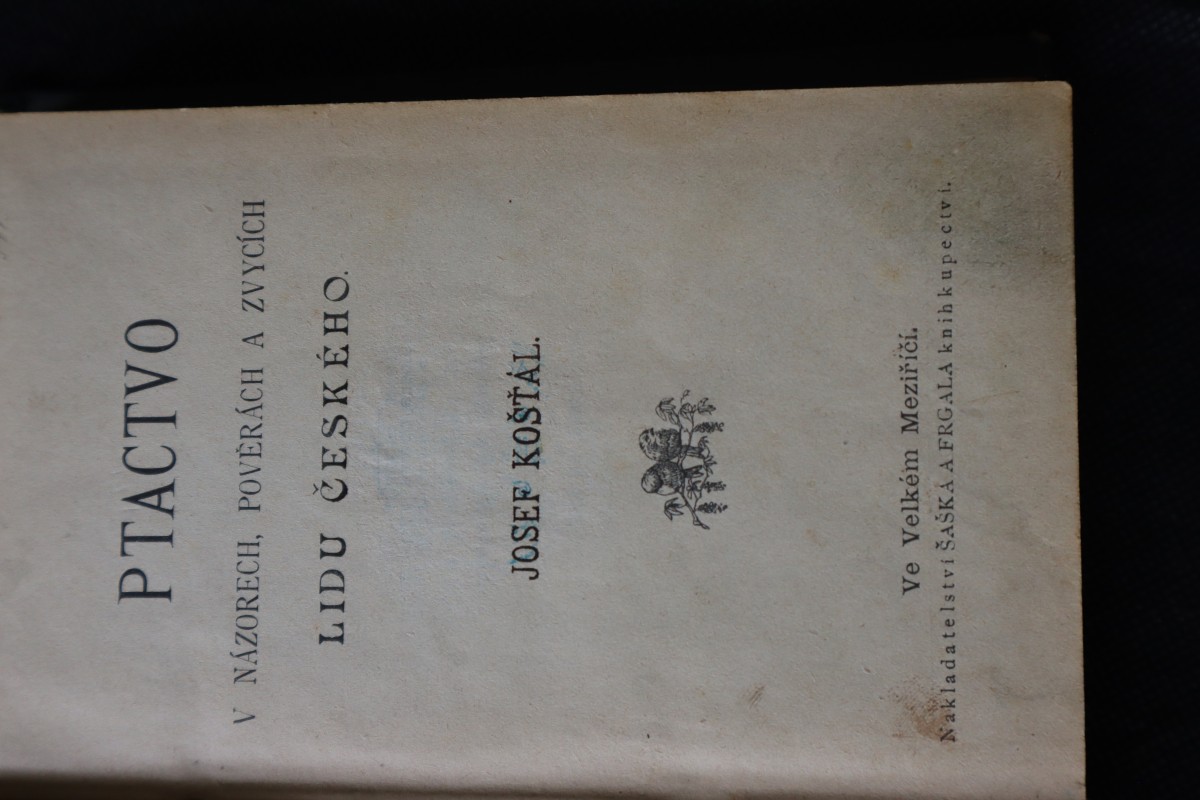 PTACTVO
V NÁZORECH, POVĚRÁCH A ZVYCÍCH
LIDU ČESKÉHO.
JOSEF KOŠŤÁL.
Ve Velkém Meziříčí.
Nakladatelství ŠAŠKA A FRGALA knihkupectví.